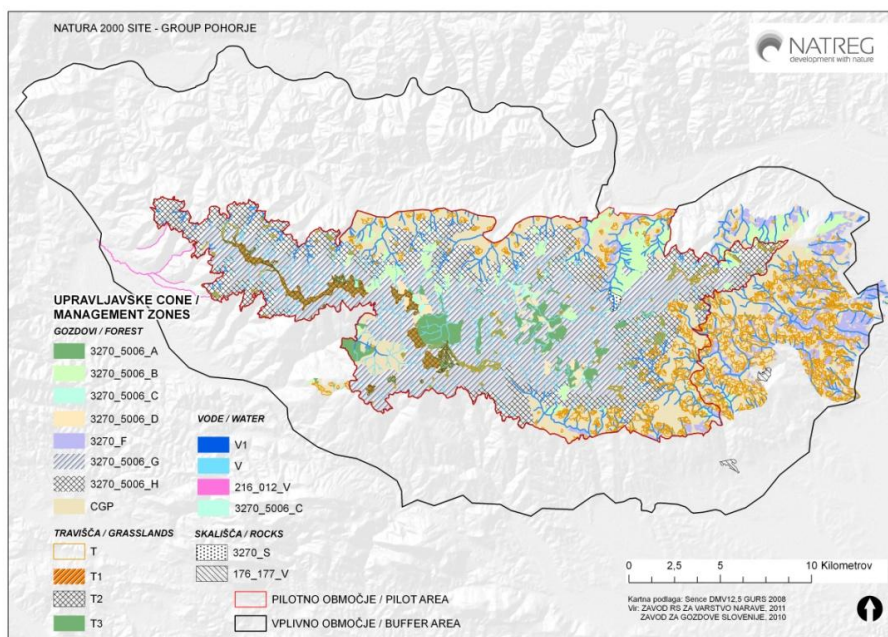 NATURA 2000 SITE - GROUP POHORJE
NATREG
development with nature
UPRAVLJAVSKE CONE /
MANAGEMENT ZONES
GOZDOVI / FOREST
3270_5006_A
3270_5006_B
3270_5006_C
3270_5006_D
3270_F
3270_5006_G
3270_5006_H
CGP
TRAVIŠČA / GRASSLANDS
T
T1
T2
T3
VODE / WATER
V1
V
216_012_V
3270_5006_C
SKALIŠČA / ROCKS
3270_S
176_177_V
PILOTNO OBMOČJE / PILOT AREA
VPLIVNO OBMOČJE / BUFFER AREA
0 2,5 5 10 Kilometrov
Kartna podlaga: Sence DMV12,5 GURS 2008
Vir: ZAVOD RS ZA VARSTVO NARAVE, 2011
ZAVOD ZA GOZDOVE SLOVENIJE, 2010